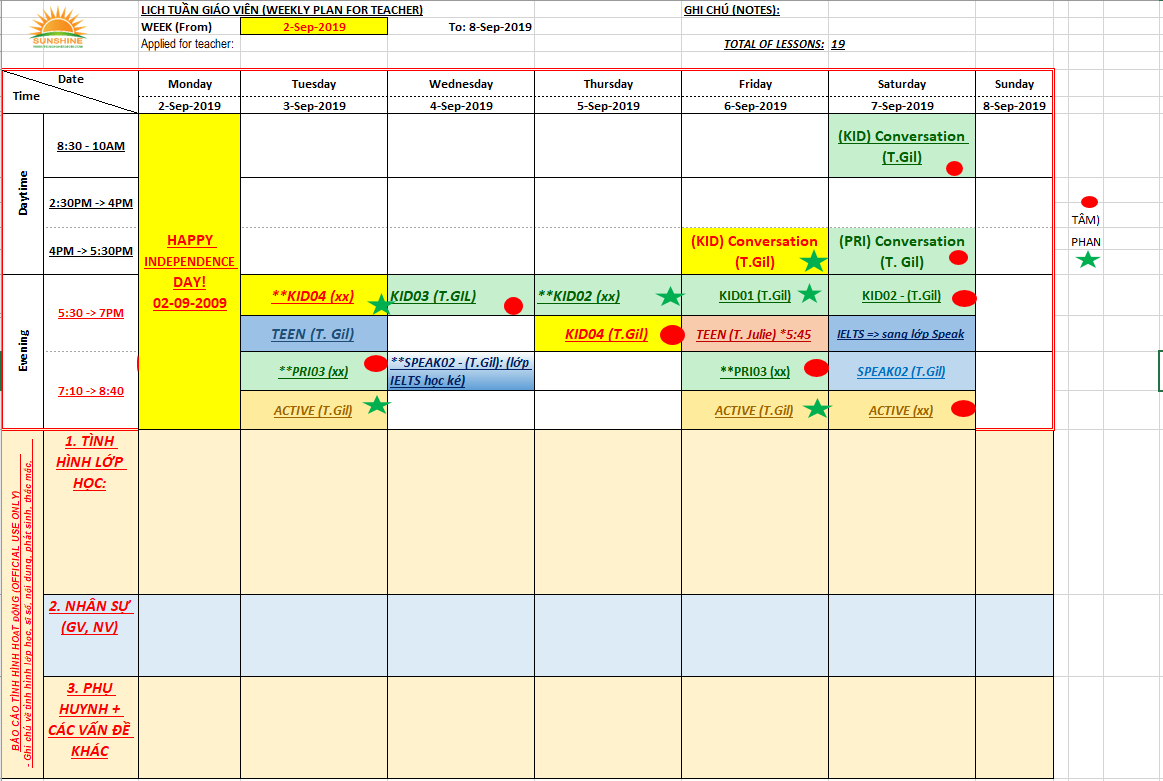 LỊCH TUẦN GIÁO VIÊN (WEEKLY PLAN FOR TEACHER)
GHI CHÚ (NOTES):
WEEK (From)
2-Sep-2019
To: 8-Sep-2019
SUNSHINE
Applied for teacher:
TOTAL OF LESSONS: 19
Date
Time
Monday
Tuesday
Wednesday
Thursday
Friday
Saturday
Sunday
2-Sep-2019
3-Sep-2019
4-Sep-2019
5-Sep-2019
6-Sep-2019
7-Sep-2019
8-Sep-2019
Daytime
8:30 - 10AM
(KID) Conversation
(T.Gil)
2:30PM -> 4PM
TÂM)
4PM -> 5:30PM
(KID) Conversation
(T.Gil)
(PRI) Conversation
(T. Gil)
PHAN
HAPPY
INDEPENDENCE
DAY!
02-09-2009
Evening
5:30 -> 7PM
**KID04 (xx)
KID03 (T.GIL)
**KID02 (xx)
KID01 (T.Gil)
KID02 - (T.Gil)
TEEN (T. Gil)
KID04 (T.Gil)
TEEN (T. Julie) *5:45
IELTS => sang lớp Speak
7:10 -> 8:40
**PRI03 (xx)
**SPEAK02 - (T.Gil): (lớp
IELTS học ké)
**PRI03 (xx)
SPEAK02 (T.Gil)
ACTIVE (T.Gil)
ACTIVE (T.Gil)
ACTIVE (xx)
BÁO CÁO TÌNH HÌNH HOẠT ĐỘNG (OFFICIAL USE ONLY)
- Ghi chú về tình hình lớp học, sĩ số, nội dung, phát sinh, thắc mắc,
1. TÌNH
HÌNH LỚP
HỌC:
2. NHÂN SỰ
(GV, NV)
3. PHỤ
HUYNH +
CÁC VẤN ĐỀ
KHÁC